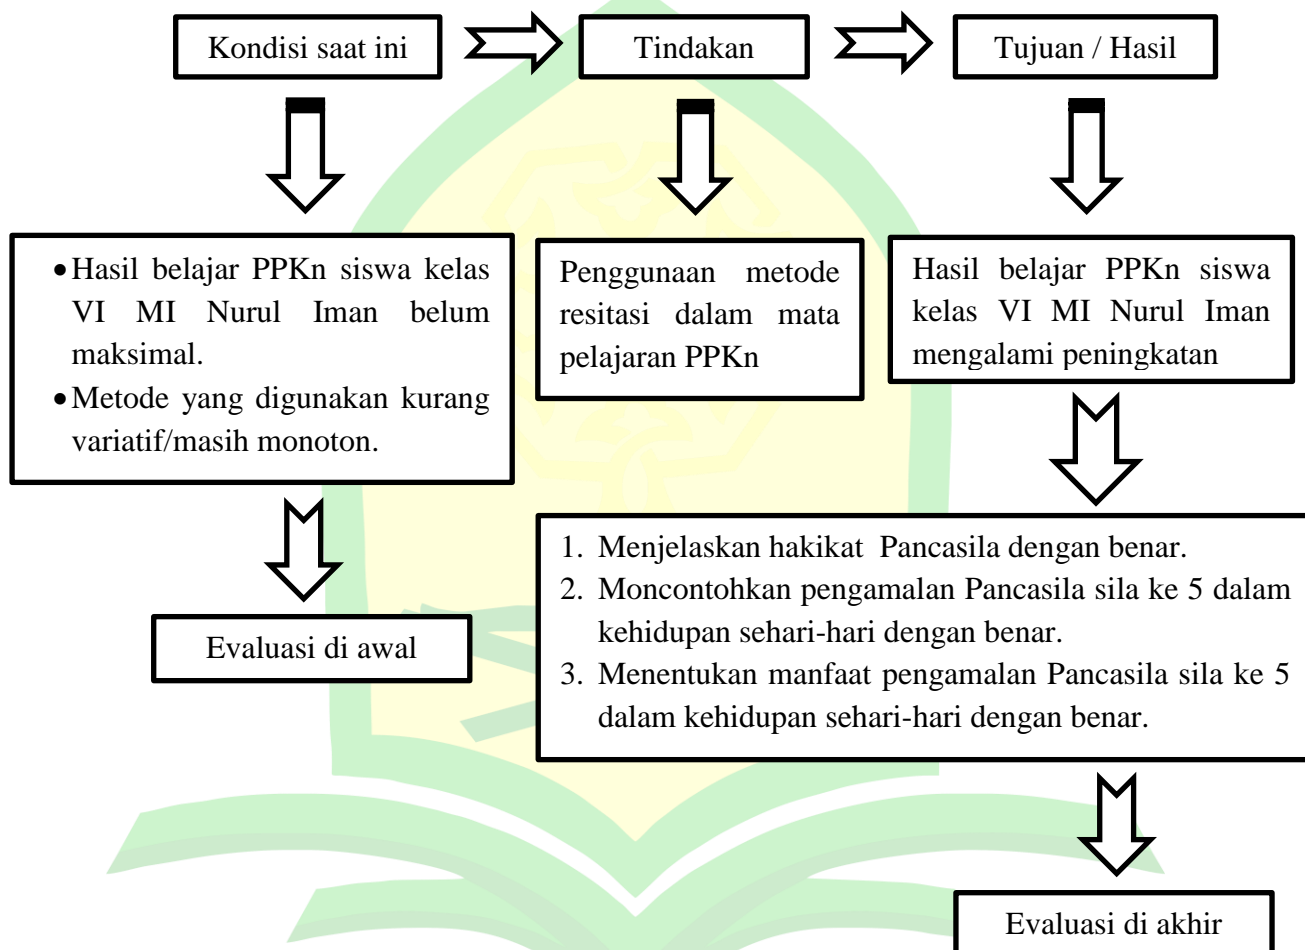 Kondisi saat ini
Tindakan
Tujuan / Hasil
•Hasil belajar PPKn siswa kelas
VI MI Nurul Iman belum
maksimal.
•Metode yang digunakan kurang
variatif/masih monoton.
Penggunaan metode
resitasi dalam mata
pelajaran PPKn
Hasil belajar PPKn siswa
kelas VI MI Nurul Iman
mengalami peningkatan
Evaluasi di awal
1. Menjelaskan hakikat Pancasila dengan benar.
2. Moncontohkan pengamalan Pancasila sila ke 5 dalam
kehidupan sehari-hari dengan benar.
3. Menentukan manfaat pengamalan Pancasila sila ke 5
dalam kehidupan sehari-hari dengan benar.
Evaluasi di akhir